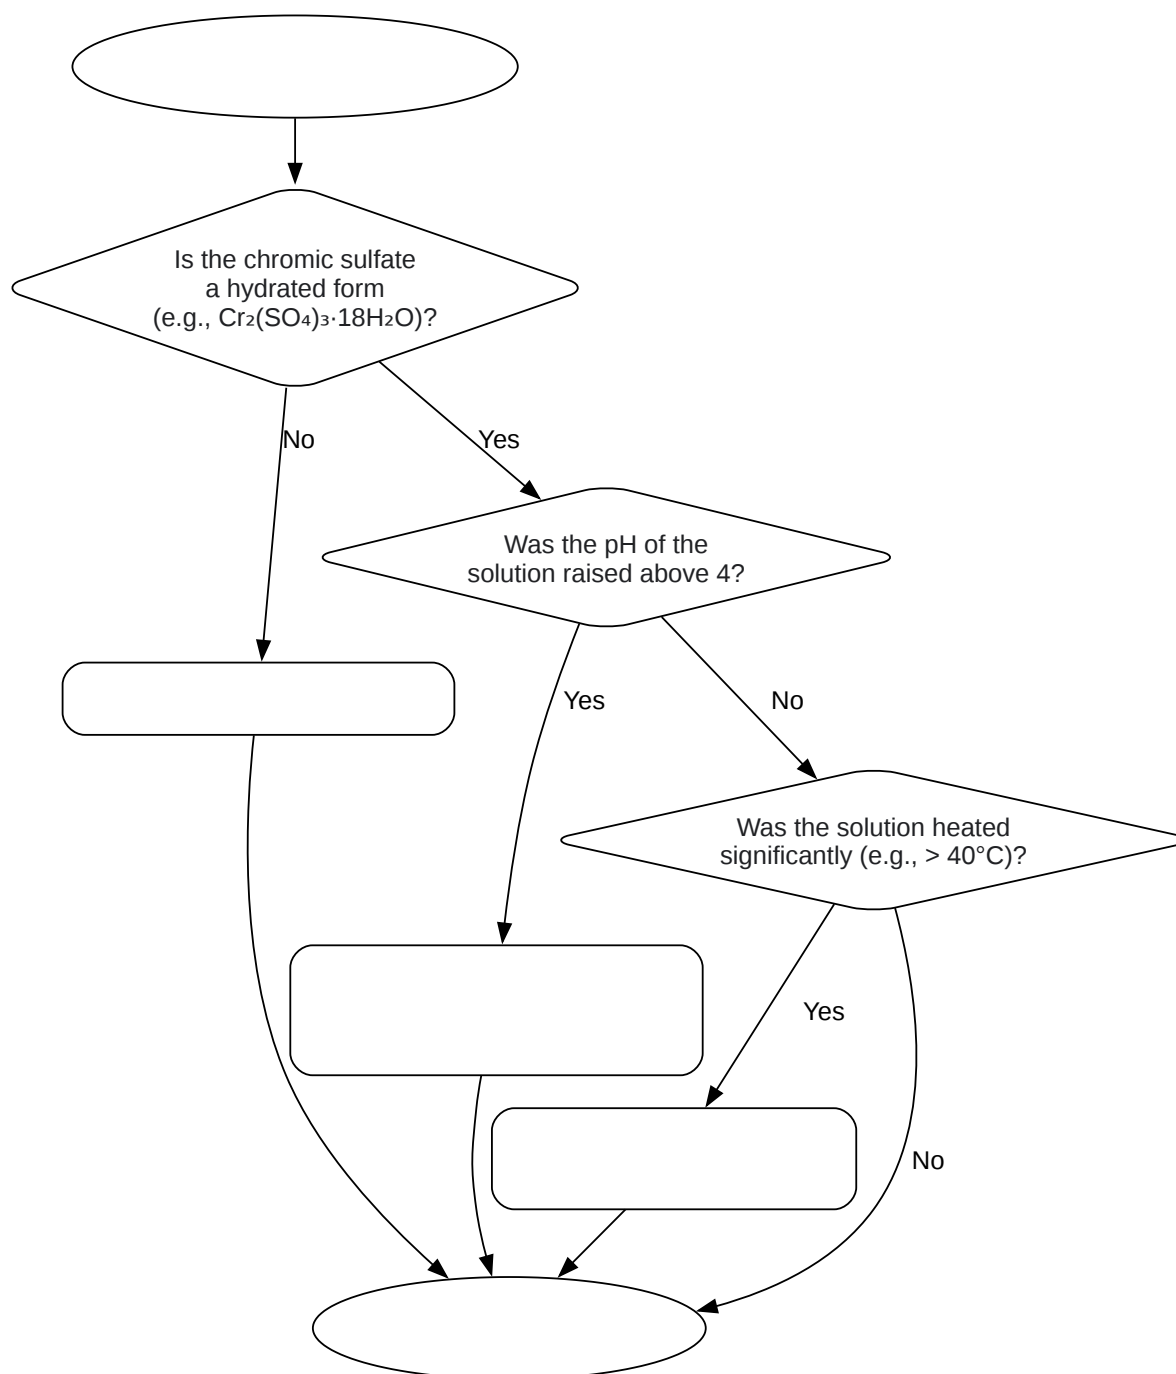 Is the chromic sulfate
a hydrated form
(e.g., Cr₂(SO₄)₃·18H₂O)?
No
Yes
Was the pH of the
solution raised above 4?
Yes
No
Was the solution heated
significantly (e.g., > 40°C)?
Yes
No